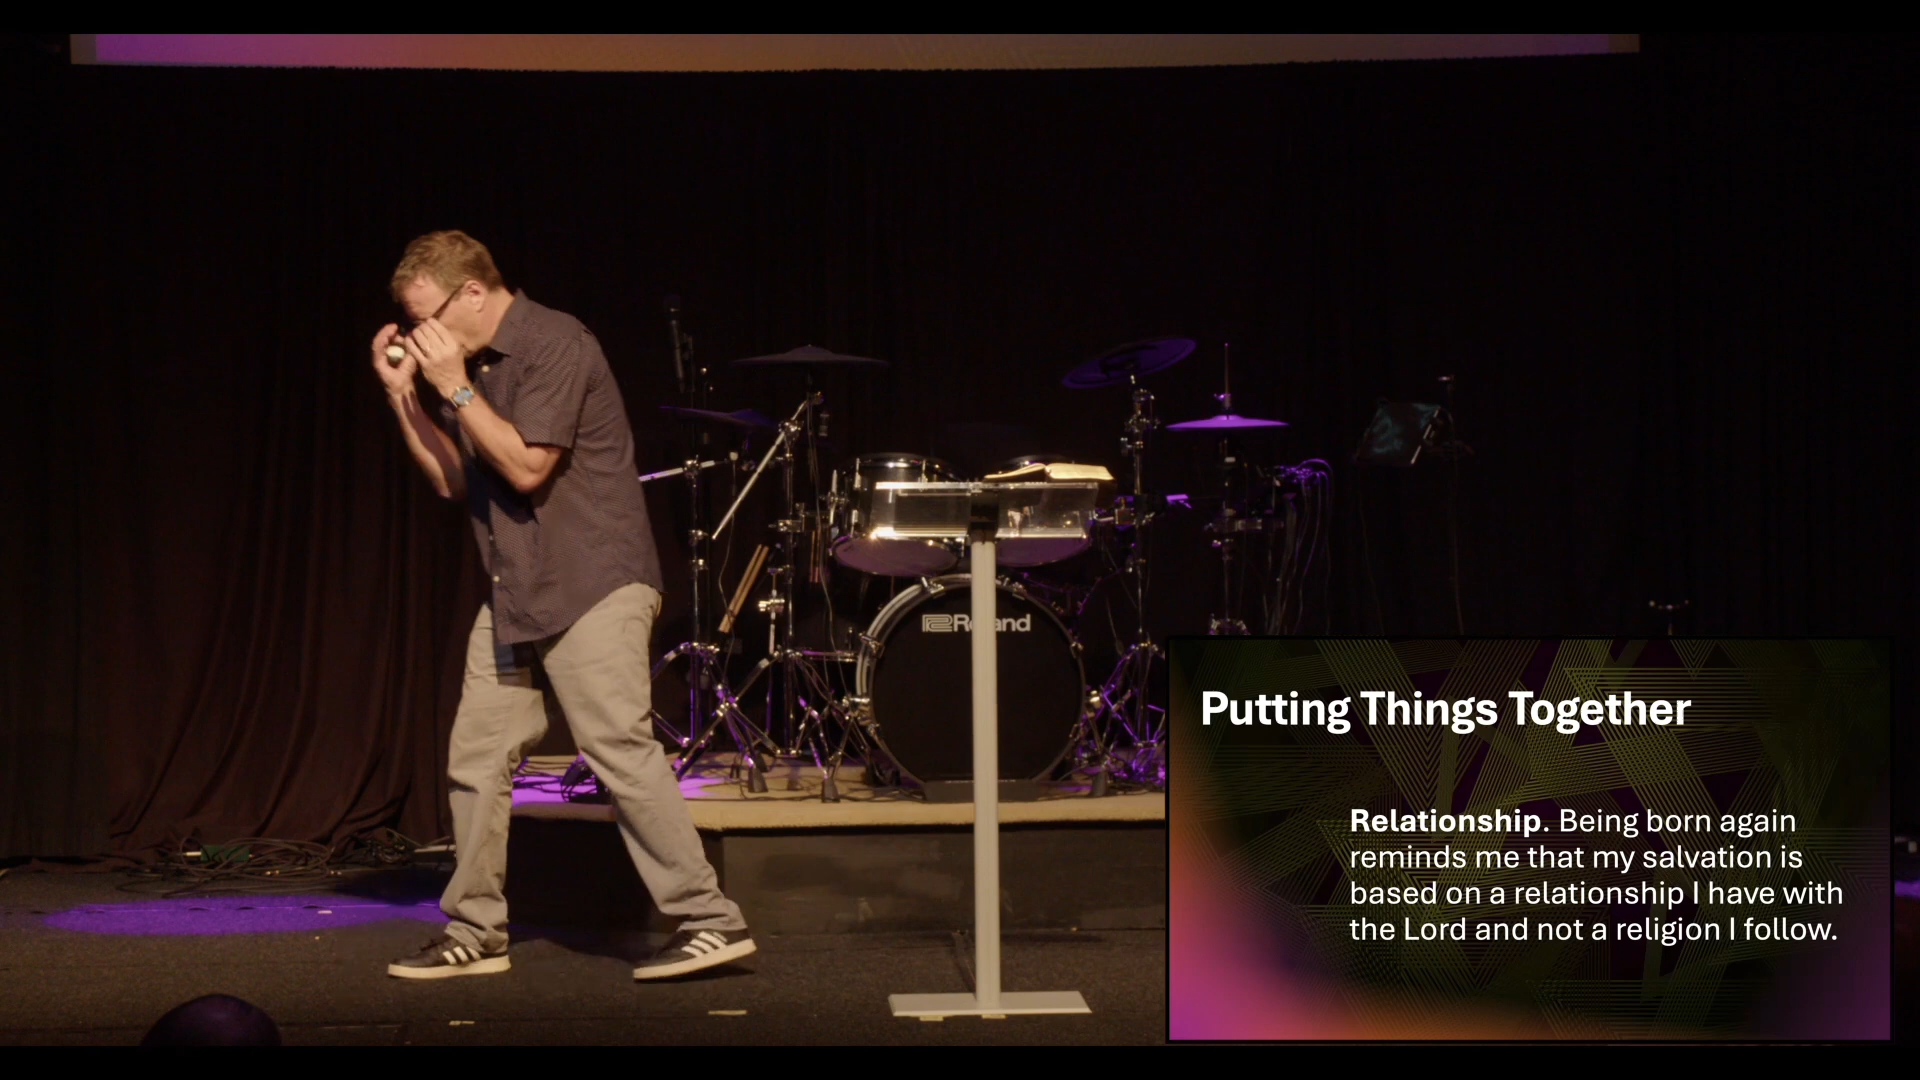 Roland
Putting Things Together
Relationship. Being born again
reminds me that my salvation is
based on a relationship I have with
the Lord and not a religion I follow.